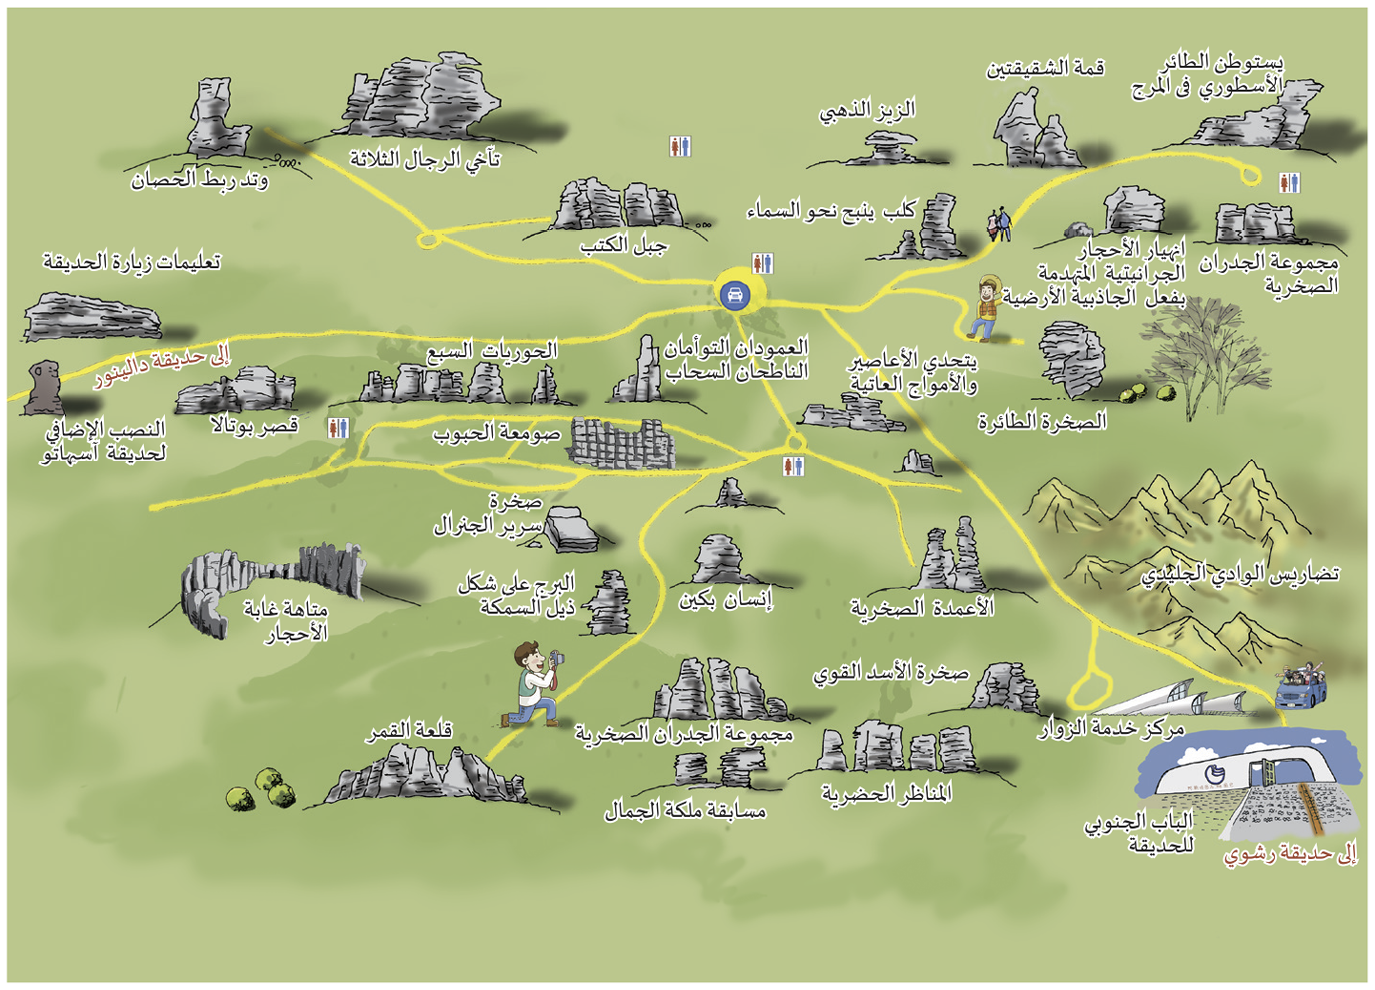 يستوطن الطائر
الأسطوري في المرج
قمة الشقيقتين
الزيز الذهبي
تآخي الرجال الثلاثة
وتد ربط الحصان
كلب ينبح نحو السماء
جبل الكتب
انهيار الأحجار
الجرانيتية المتهدمة
بفعل الجاذبية الأرضية
مجموعة الجدران
الصخرية
تعليمات زيارة الحديقة
إلى حديقة دالينور
الحوريات السبع
العمودان التوأمان
الناطحان السحاب
يتحدي الأعاصير
والأمواج العاتية
الصخرة الطائرة
النصب الإضافي
لحديقة آسهاتو
قصر بوتالا
صومعة الحبوب
صخرة
سرير الجنرال
تضاريس الوادي الجليدي
البرج على شكل
ذيل السمكة
إنسان بكين
الأعمدة الصخرية
متاهة غابة
الأحجار
صخرة الأسد القوي
مركز خدمة الزوار
قلعة القمر
مجموعة الجدران الصخرية
المناظر الحضرية
مسابقة ملكة الجمال
الباب الجنوبي
للحديقة
إلى حديقة رشوي